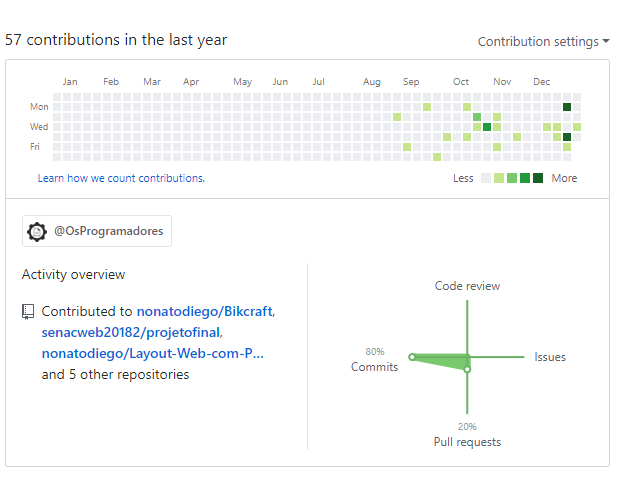 57 contributions in the last year
Contribution settings
Jan Feb Mar Apr May Jun Jul Aug Sep Oct Nov Dec
Mon
Wed
Fri
Learn how we count contributions.
Less More
@OsProgramadores
Activity overview
Contributed to nonatodiego/Bikcraft,
senacweb20182/projetofinal,
nonatodiego/Layout-Web-com-P...
and 5 other repositories
Code review
80%
Commits
Issues
20%
Pull requests